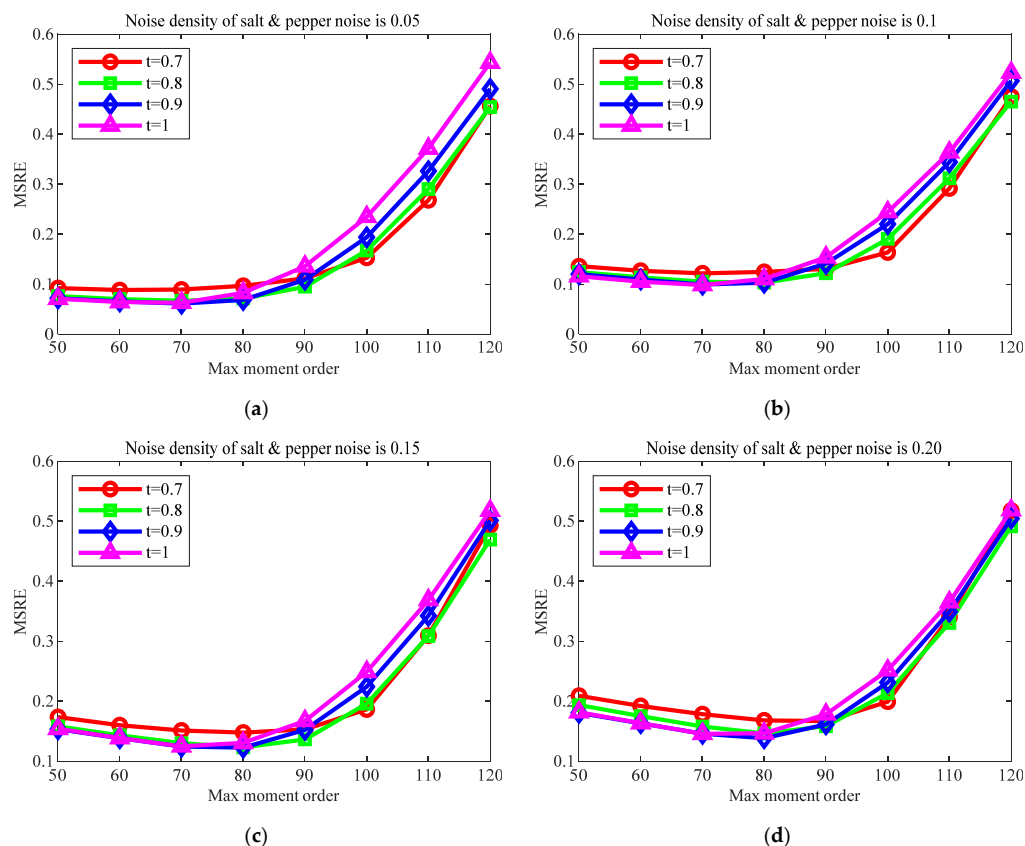 Noise density of salt & pepper noise is 0.05
0.6
0.5
0.4
0.3
0.2
0.1
0
MSRE
t=0.7
t=0.8
t=0.9
t=1
50 60 70 80 90 100 110 120
Max moment order
(a)
Noise density of salt & pepper noise is 0.1
0.6
0.5
0.4
0.3
0.2
0.1
0
MSRE
t=0.7
t=0.8
t=0.9
t=1
50 60 70 80 90 100 110 120
Max moment order
(b)
Noise density of salt & pepper noise is 0.15
0.6
0.5
0.4
0.3
0.2
0.1
MSRE
t=0.7
t=0.8
t=0.9
t=1
50 60 70 80 90 100 110 120
Max moment order
(c)
Noise density of salt & pepper noise is 0.20
0.6
0.5
0.4
0.3
0.2
0.1
MSRE
t=0.7
t=0.8
t=0.9
t=1
50 60 70 80 90 100 110 120
Max moment order
(d)